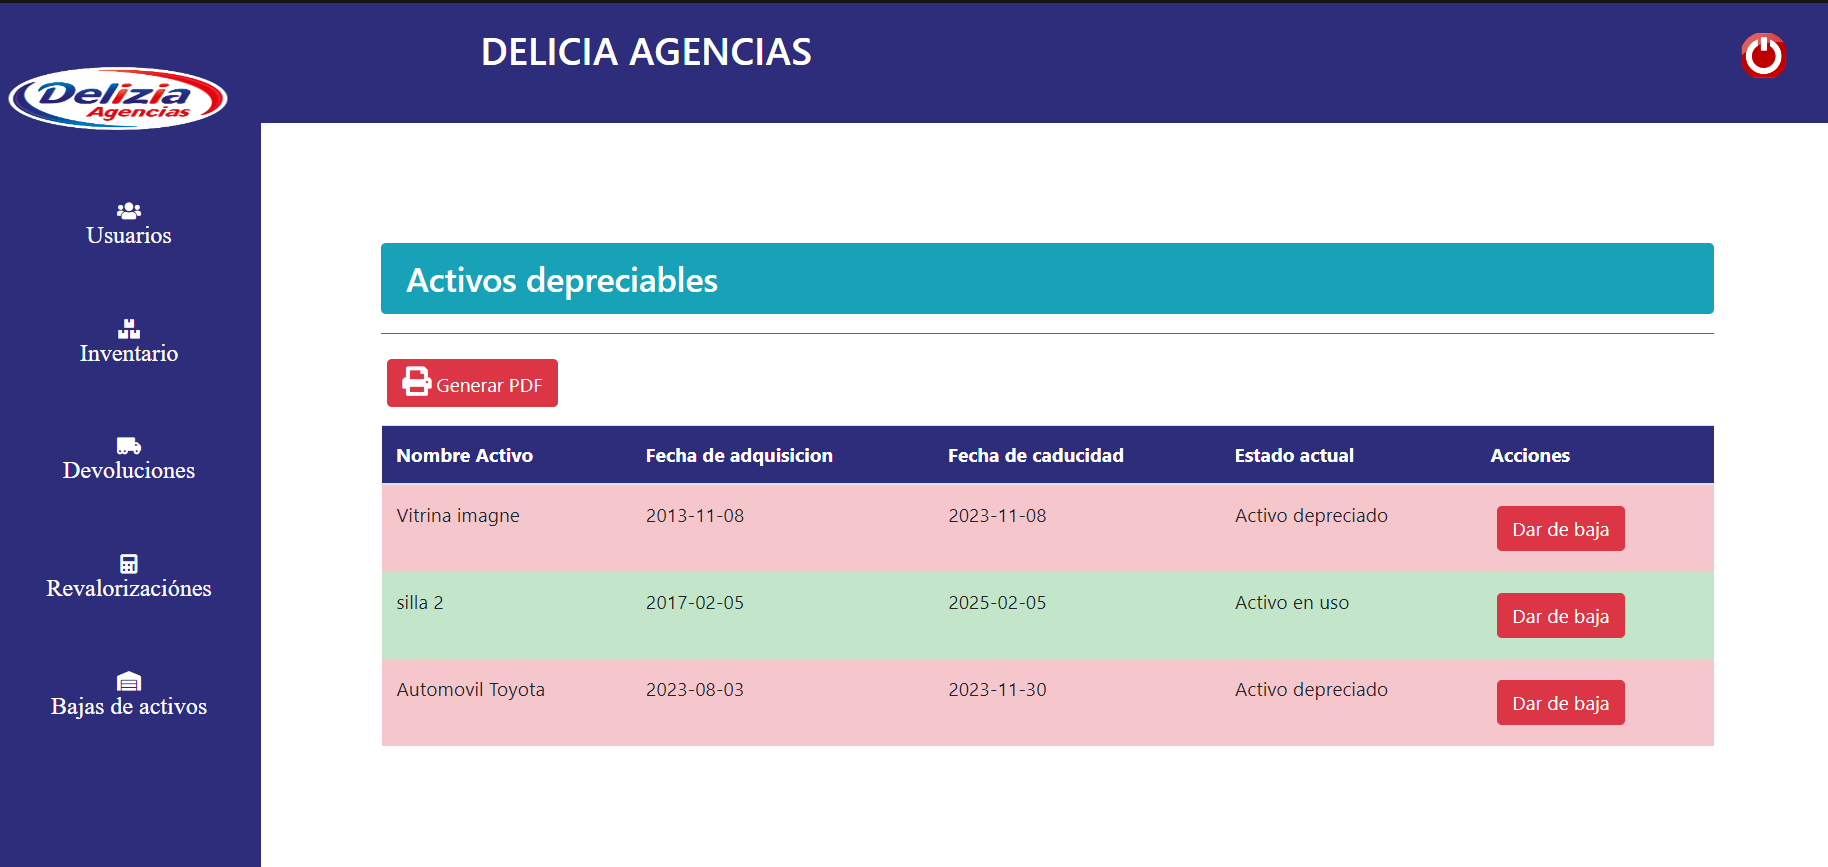 DELICIA AGENCIAS
Delizia
Agencias
Usuarios
Inventario
Devoluciones
Revalorizaciónes
Bajas de activos
Activos depreciables
Generar PDF
Nombre Activo Fecha de adquisicion Fecha de caducidad Estado actual Acciones
Vitrina imagne 2013-11-08 2023-11-08 Activo depreciado Dar de baja
silla 2 2017-02-05 2025-02-05 Activo en uso Dar de baja
Automovil Toyota 2023-08-03 2023-11-30 Activo depreciado Dar de baja